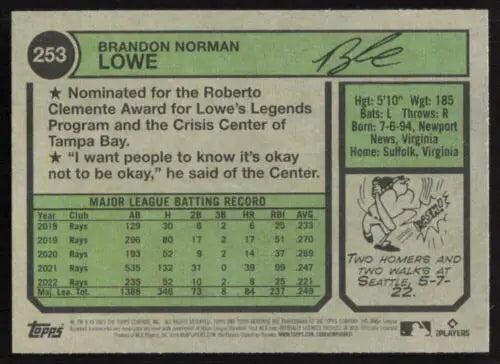 253
BRANDON NORMAN
LOWE
★ Nominated for the Roberto
Clemente Award for Lowe's Legends
Program and the Crisis Center of
Tampa Bay.
★ "I want people to know it's okay
not to be okay," he said of the Center.
Hgt: 5'10" Wgt: 185
Bats: L Throws: R
Born: 7-6-94, Newport
News, Virginia
Home: Suffolk, Virginia
MAJOR LEAGUE BATTING RECORD
Year Club AB H 2B 3B HR RBI AVG
2018 Rays 129 30 6 2 6 25 .233
2019 Rays 296 80 17 2 17 51 .270
2020 Rays 193 52 9 2 14 37 .269
2021 Rays 535 132 31 0 39 99 .247
2022 Rays 235 52 10 2 8 25 .221
Maj. Lea. Tot. 1388 346 73 8 84 237 .249
TWO HOMERS AND
TWO WALKS AT
SEATTLE, 5-7-
22.
Topps
PLAYERS